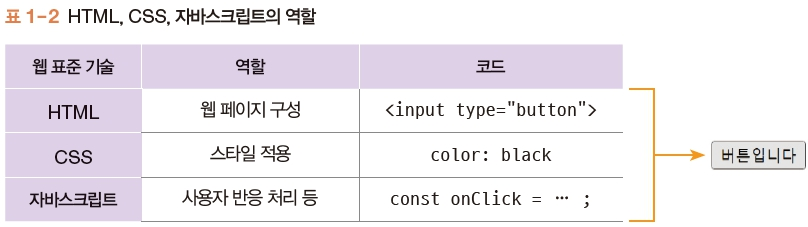 표 1-2 HTML, CSS, 자바스크립트의 역할
웹 표준 기술 역할 코드
HTML 웹 페이지 구성 <input type="button">
CSS 스타일 적용 color: black
버튼입니다
자바스크립트 사용자 반응 처리 등 const onClick = … ;